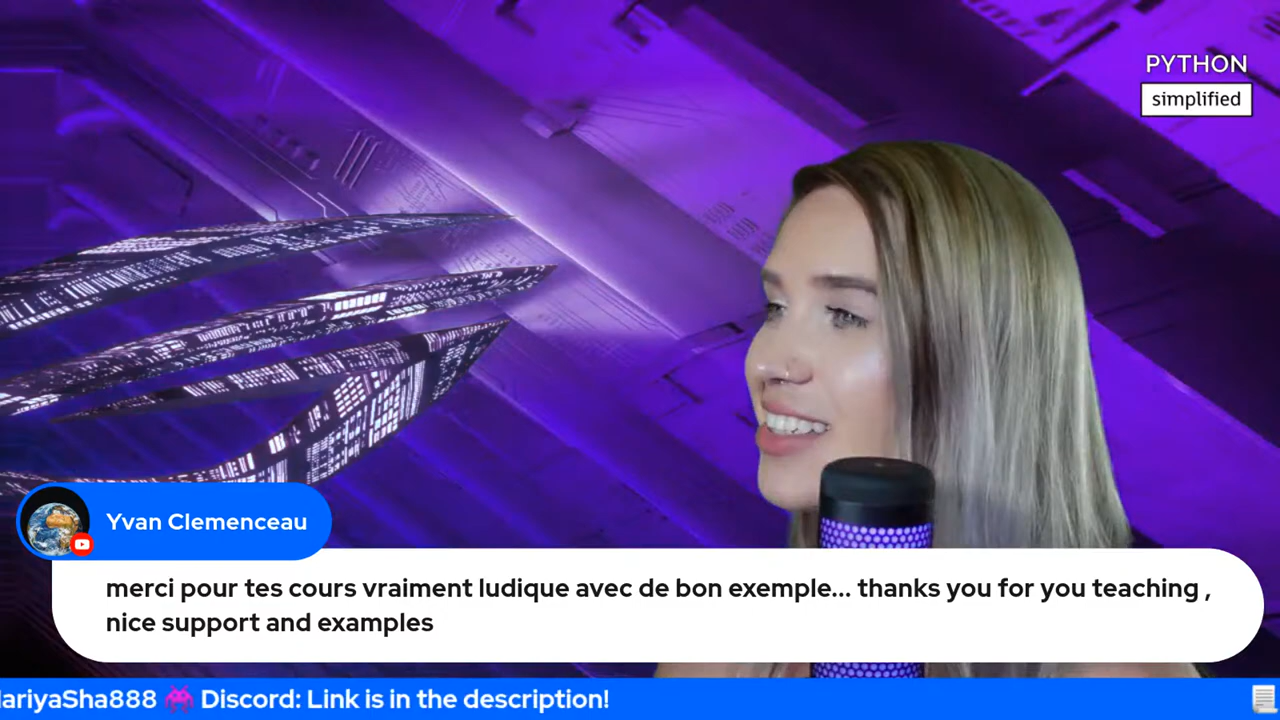 PYTHON
simplified
Yvan Clemenceau
merci pour tes cours vraiment ludique avec de bon exemple... thanks you for you teaching ,
nice support and examples
ariyaSha888 👾 Discord: Link is in the description!